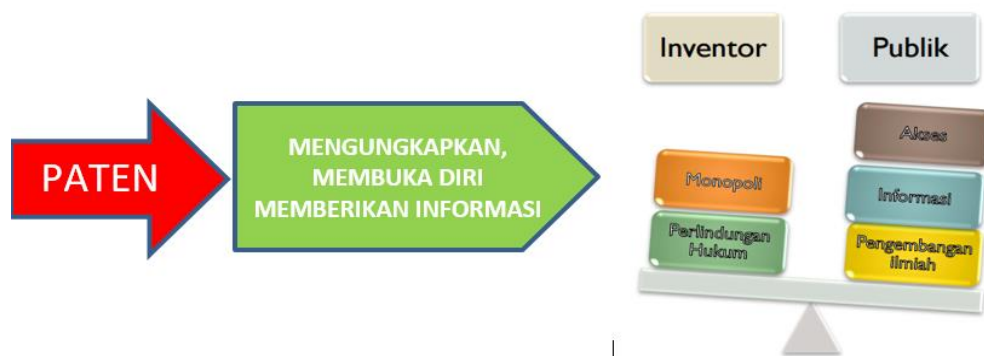 PATEN
MENGUNGKAPKAN,
MEMBUKA DIRI
MEMBERIKAN INFORMASI
Inventor
Publik
Monopoli
Perlindungan
Hukum
Akses
Informasi
Pengembangan
Ilmiah